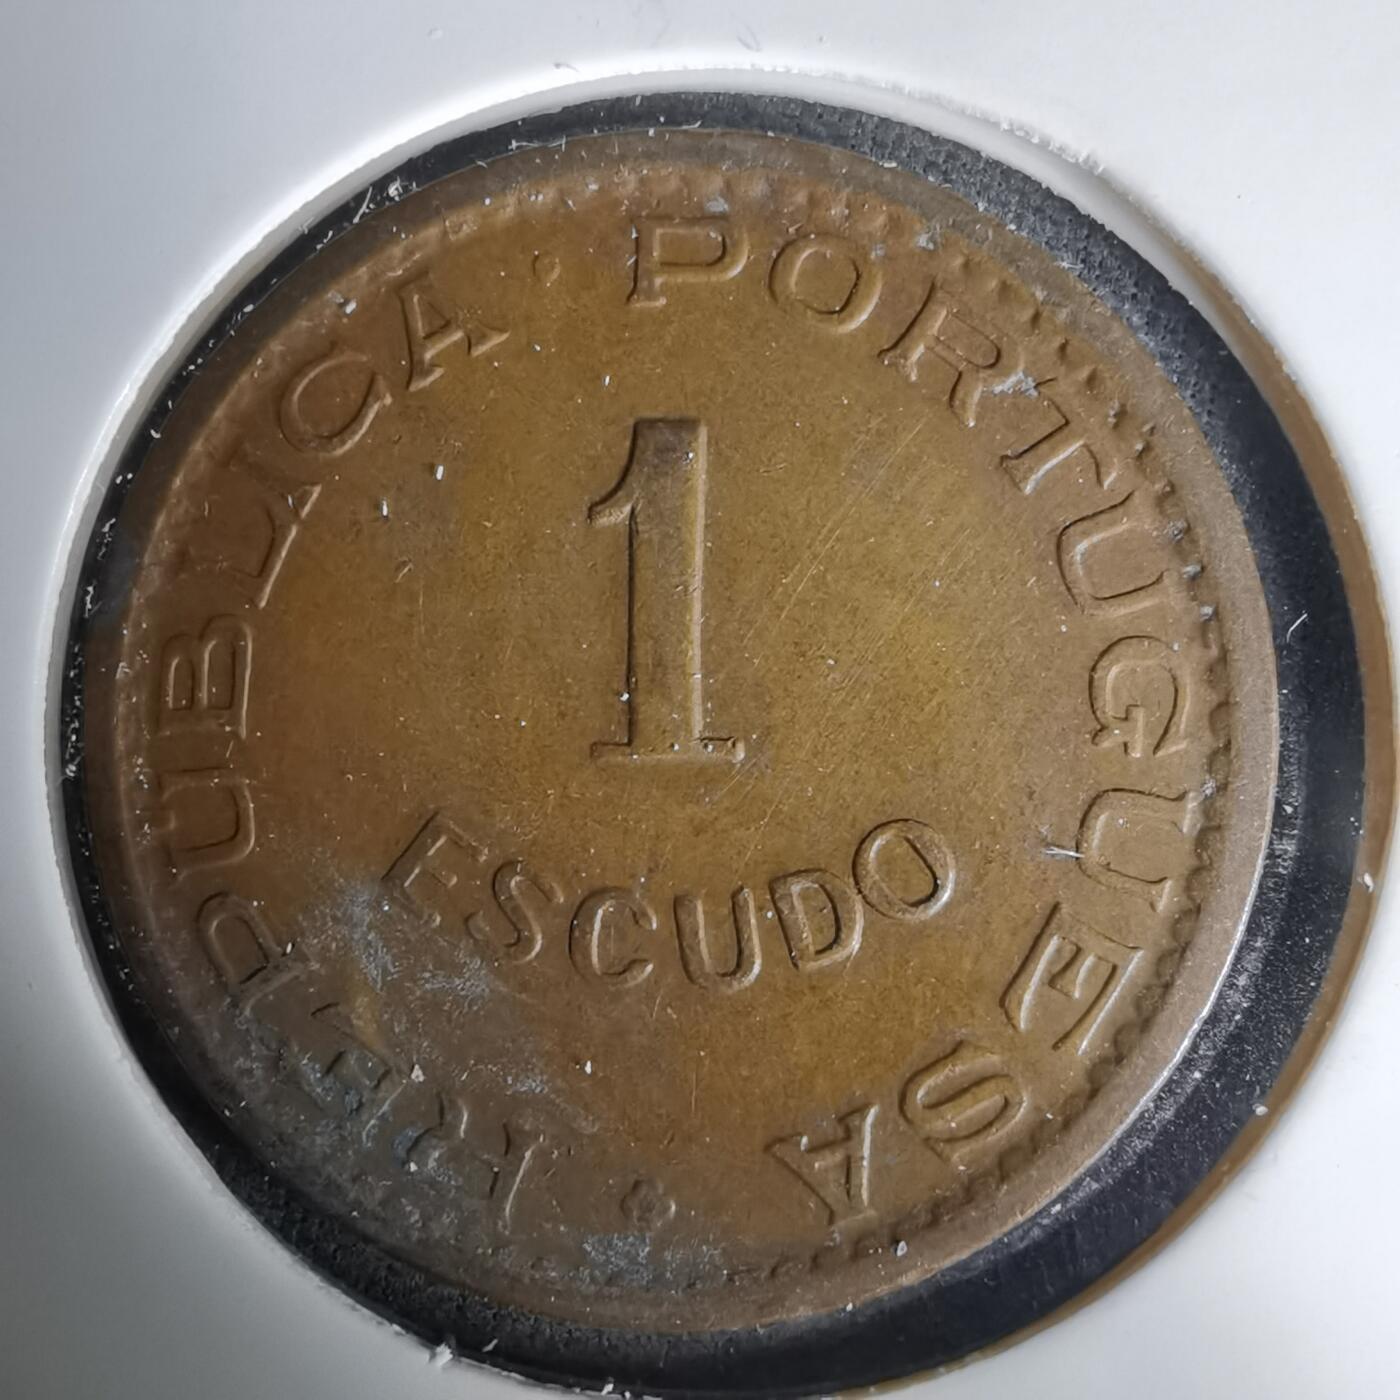 REPUBLICA · PORTUGUESA ·
1
ESCUDO